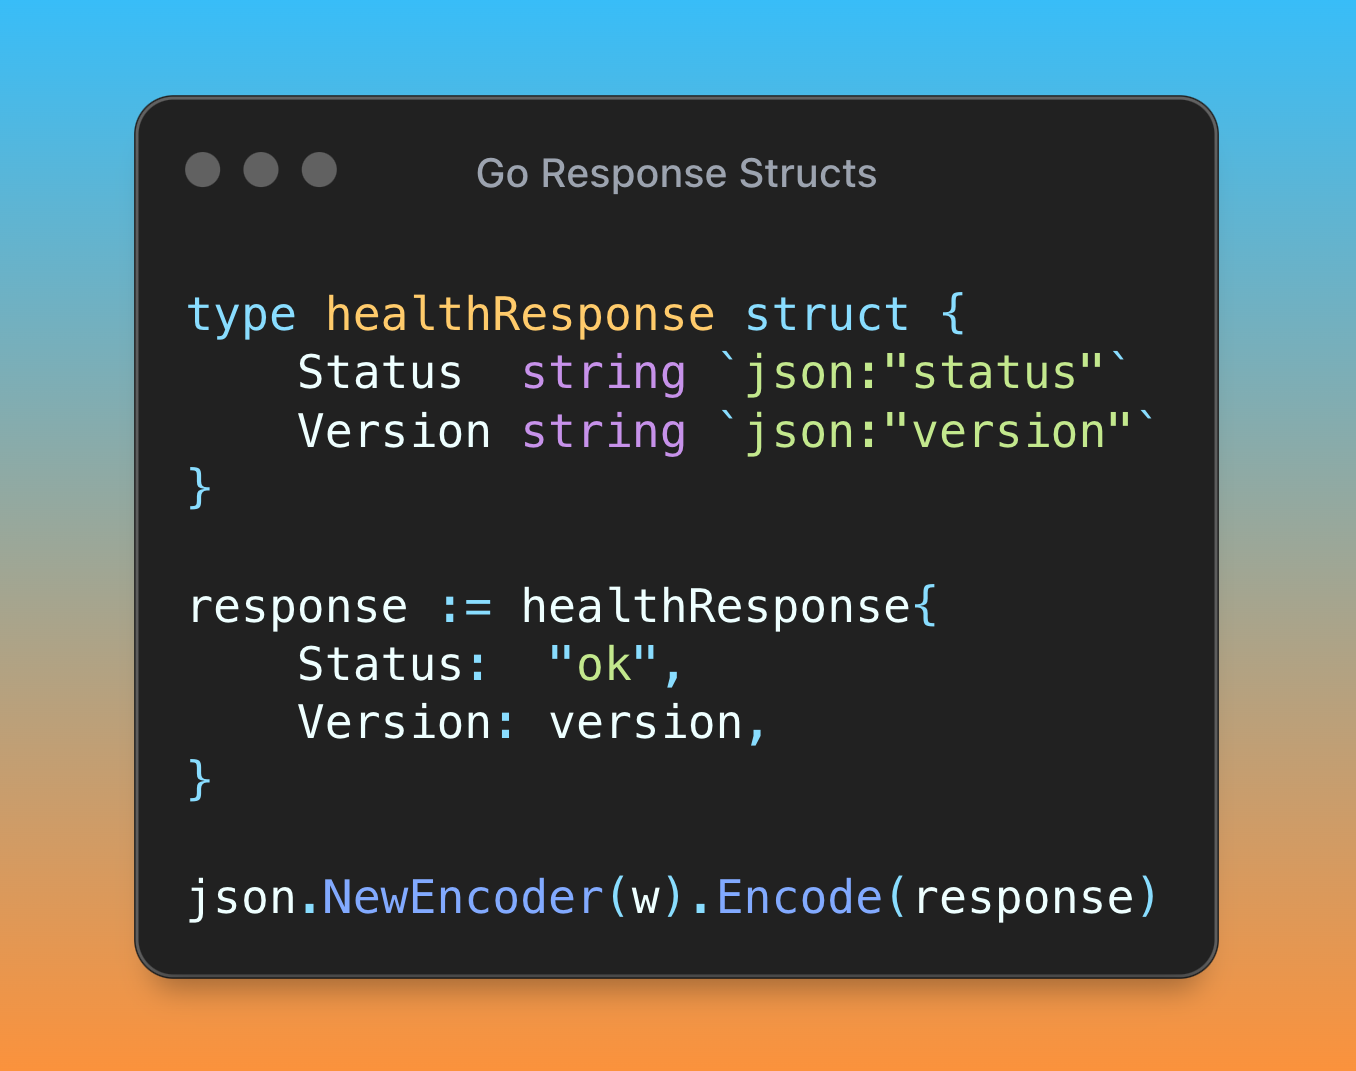 Go Response Structs
type healthResponse struct {
    Status  string `json:"status"`
    Version string `json:"version"`
}

response := healthResponse{
    Status:  "ok",
    Version: version,
}

json.NewEncoder(w).Encode(response)